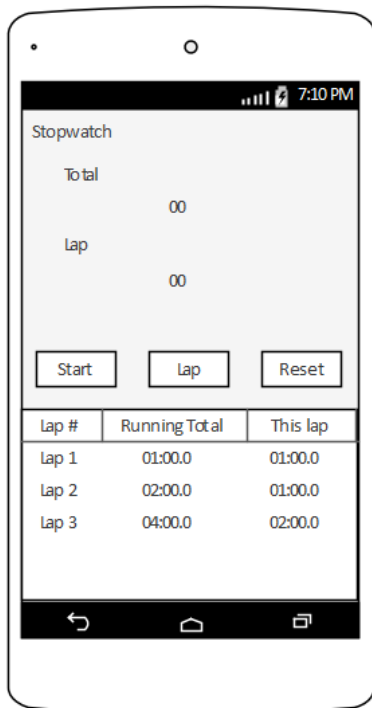 7:10 PM
Stopwatch
Total
00
Lap
00
Start Lap Reset
Lap # Running Total This lap
Lap 1 01:00.0 01:00.0
Lap 2 02:00.0 01:00.0
Lap 3 04:00.0 02:00.0